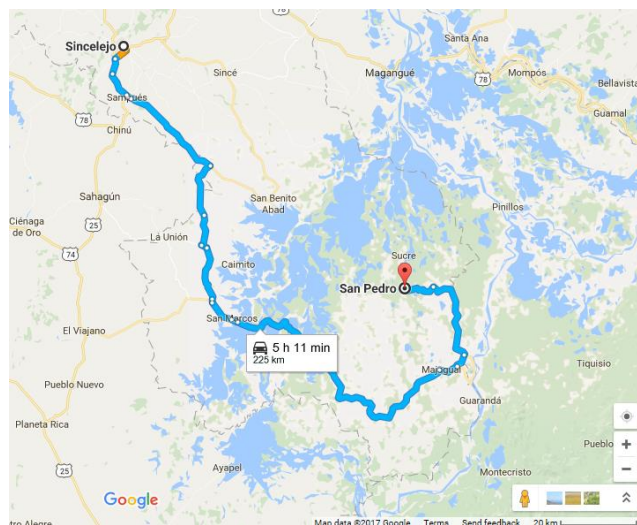 Santa Ana
Sincelejo
Sincé
Magangué
Mompós
Bellavista
78
Sampués
78
Guamal
Chinú
78
Sahagún
San Benito
Abad
Pinillos
Ciénaga
de Oro
25
La Unión
74
Caimito
Sucre
San Pedro
San Marcos
El Viajano
5 h 11 min
225 km
Majagual
Tiquisio
Pueblo Nuevo
Guaranda
Planeta Rica
Pueblo
25
Ayapel
Montecristo
Google
Map data ©2017 Google Terms Send feedback 20 km